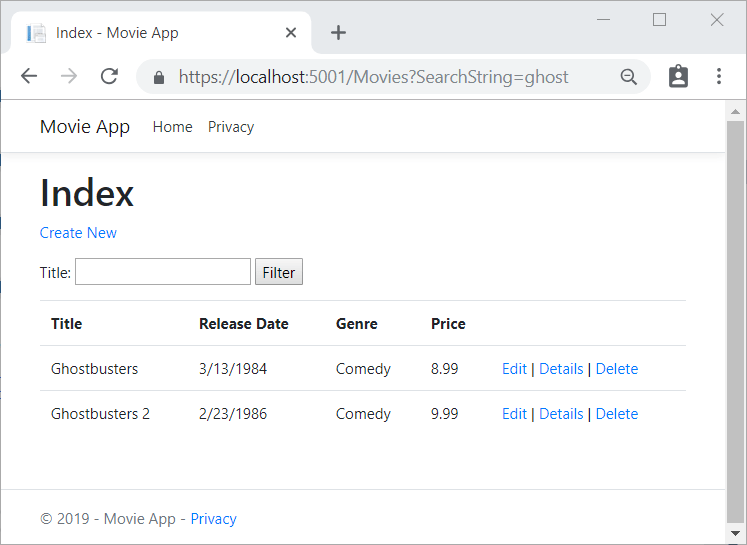 Index - Movie App
https://localhost:5001/Movies?SearchString=ghost
Movie App Home Privacy
Index
Create New
Title: Filter
Title Release Date Genre Price
Ghostbusters 3/13/1984 Comedy 8.99 Edit | Details | Delete
Ghostbusters 2 2/23/1986 Comedy 9.99 Edit | Details | Delete
© 2019 - Movie App - Privacy